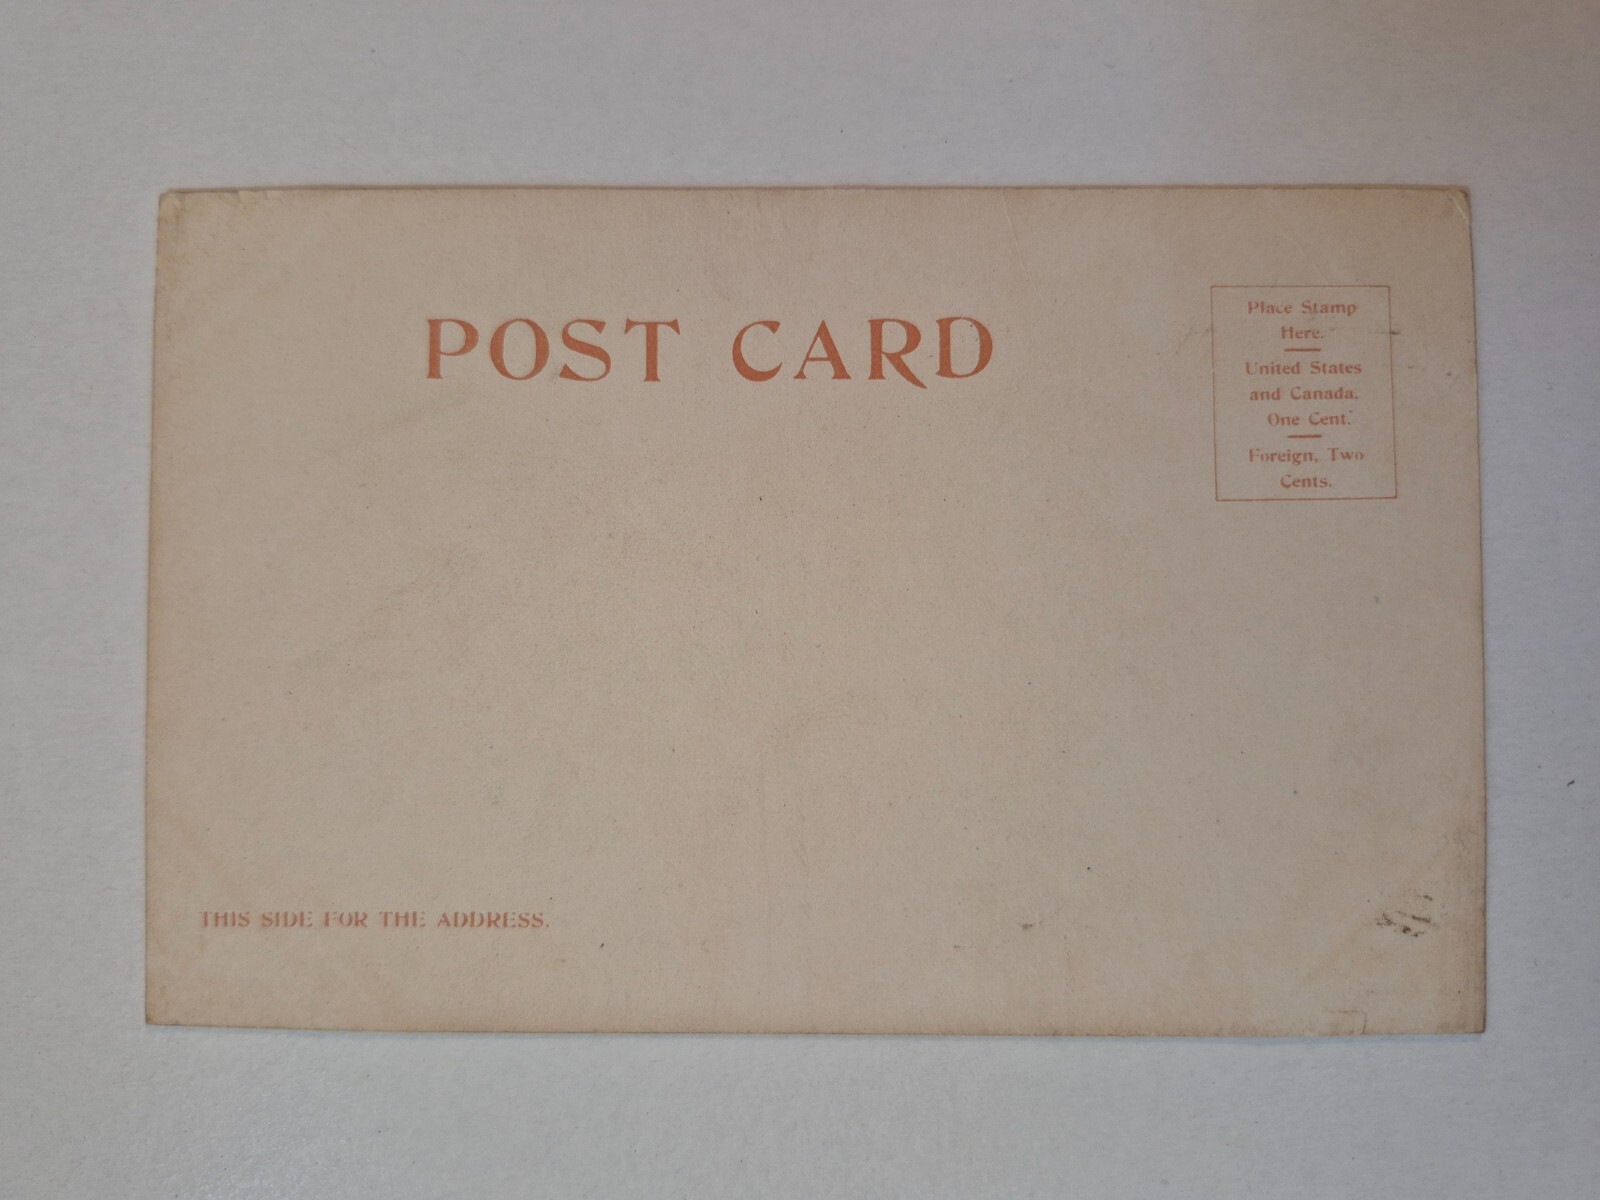 POST CARD
Place Stamp
Here.
United States
and Canada.
One Cent.
Foreign, Two
Cents.
THIS SIDE FOR THE ADDRESS.